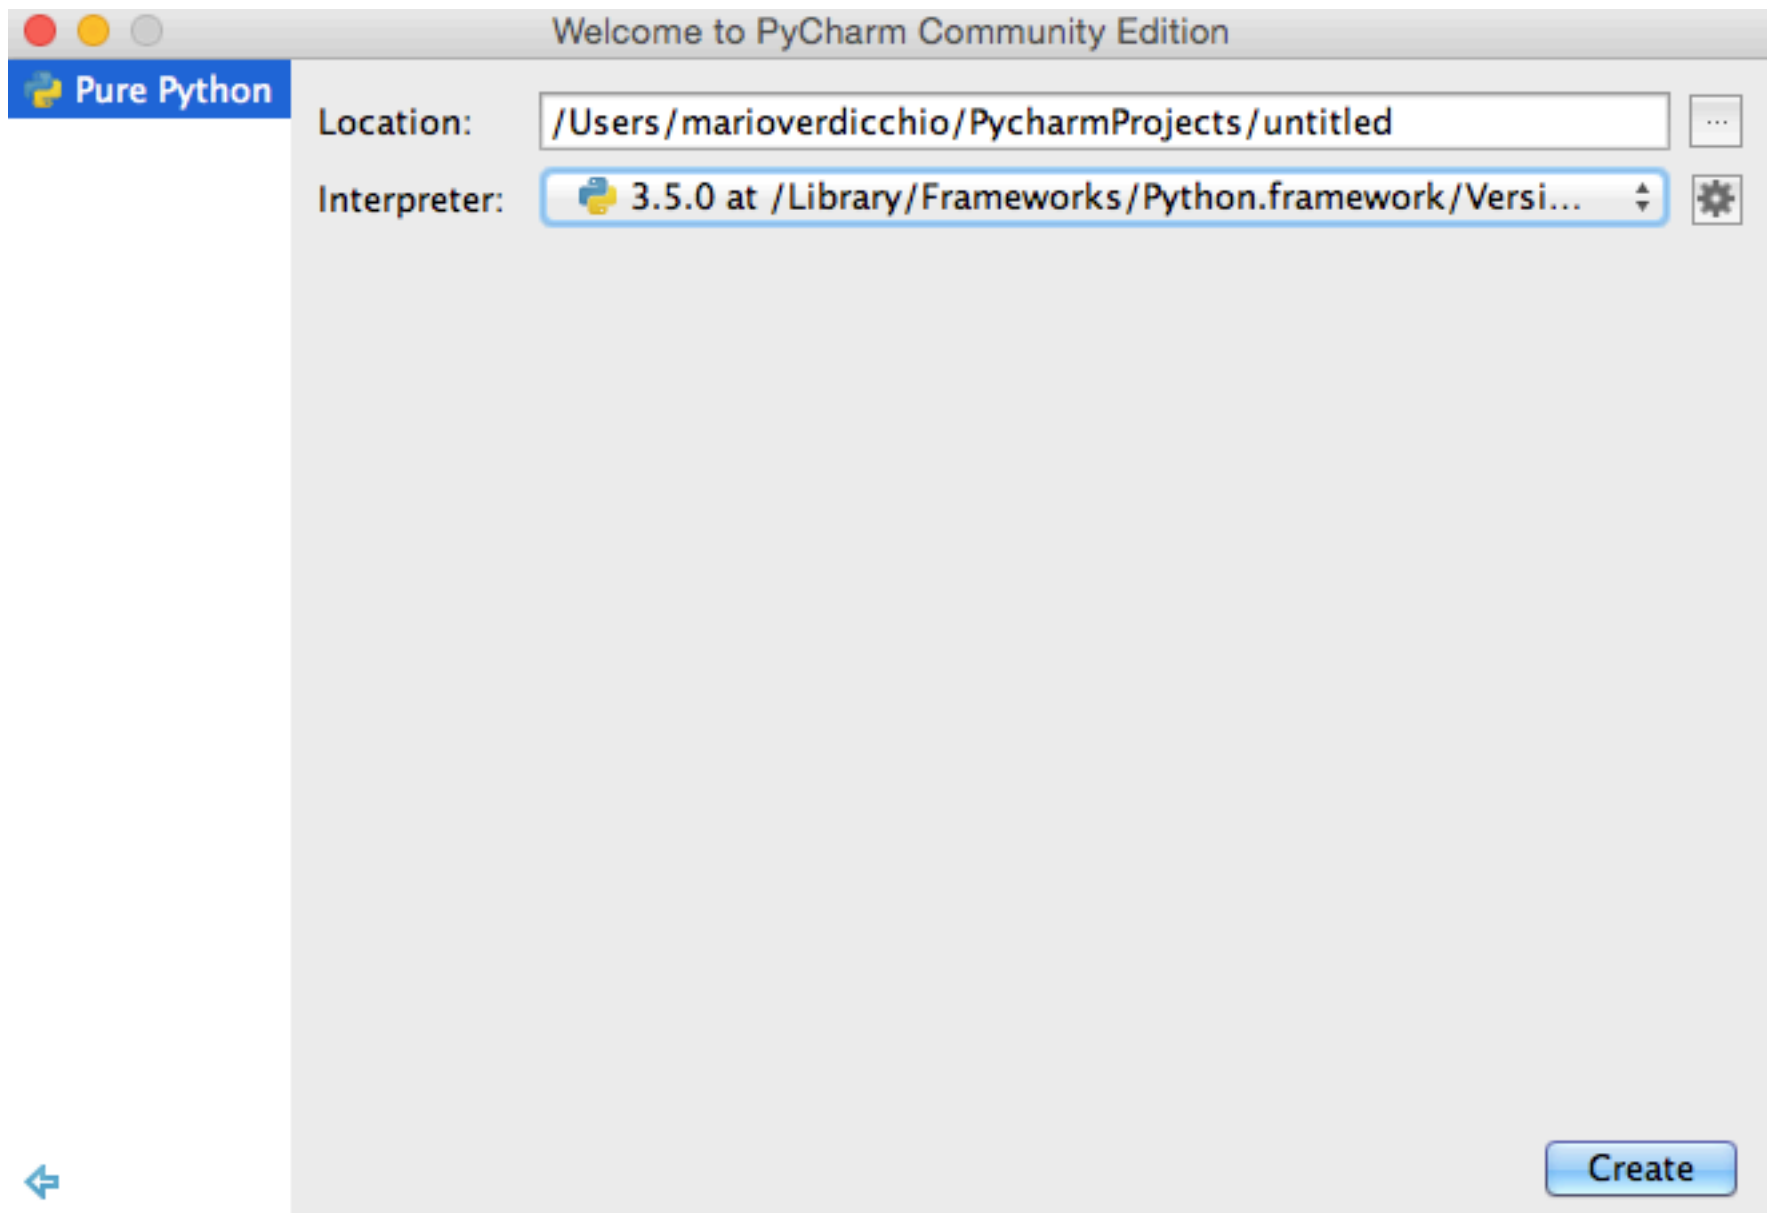 Welcome to PyCharm Community Edition
Pure Python
Location:
/Users/marioverdicchio/PycharmProjects/untitled
...
Interpreter:
3.5.0 at /Library/Frameworks/Python.framework/Versi...
Create